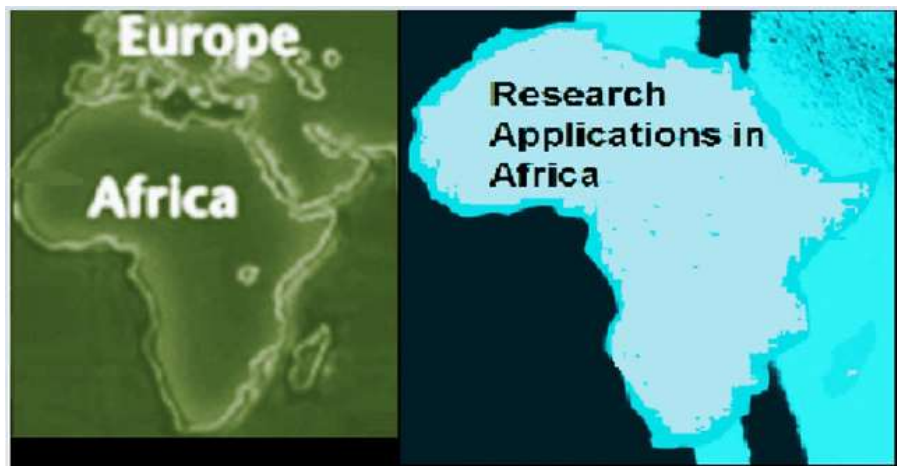 Europe
Africa
Research
Applications in
Africa